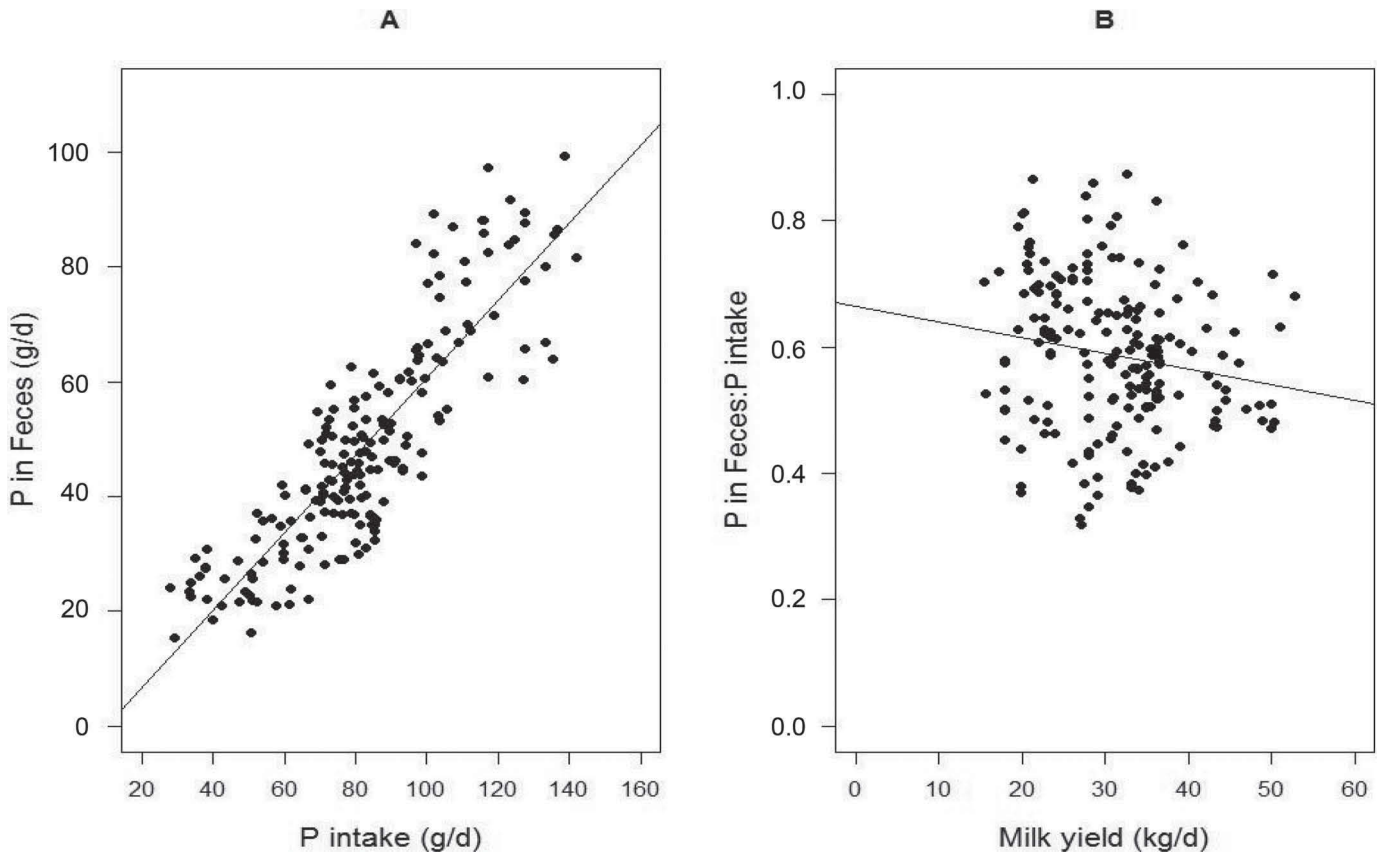 A
P in Feces (g/d)
100
80
60
40
20
0
20 40 60 80 100 120 140 160
P intake (g/d)
B
P in Feces:P intake
1.0
0.8
0.6
0.4
0.2
0.0
0 10 20 30 40 50 60
Milk yield (kg/d)